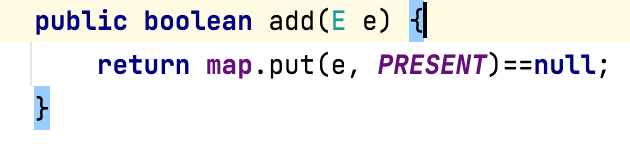 public boolean add(E e) {
    return map.put(e, PRESENT)==null;
}